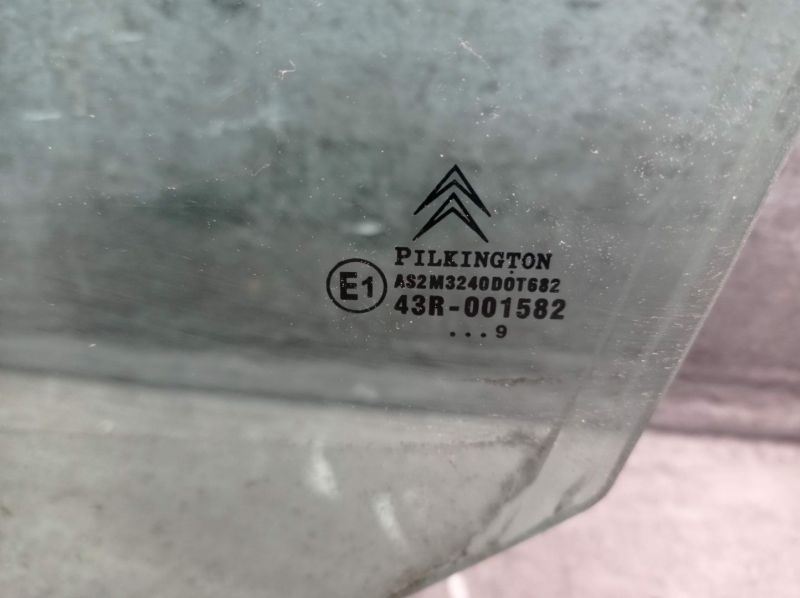 PILKINGTON
E1
AS2M3240DOT682
43R-001582
...9